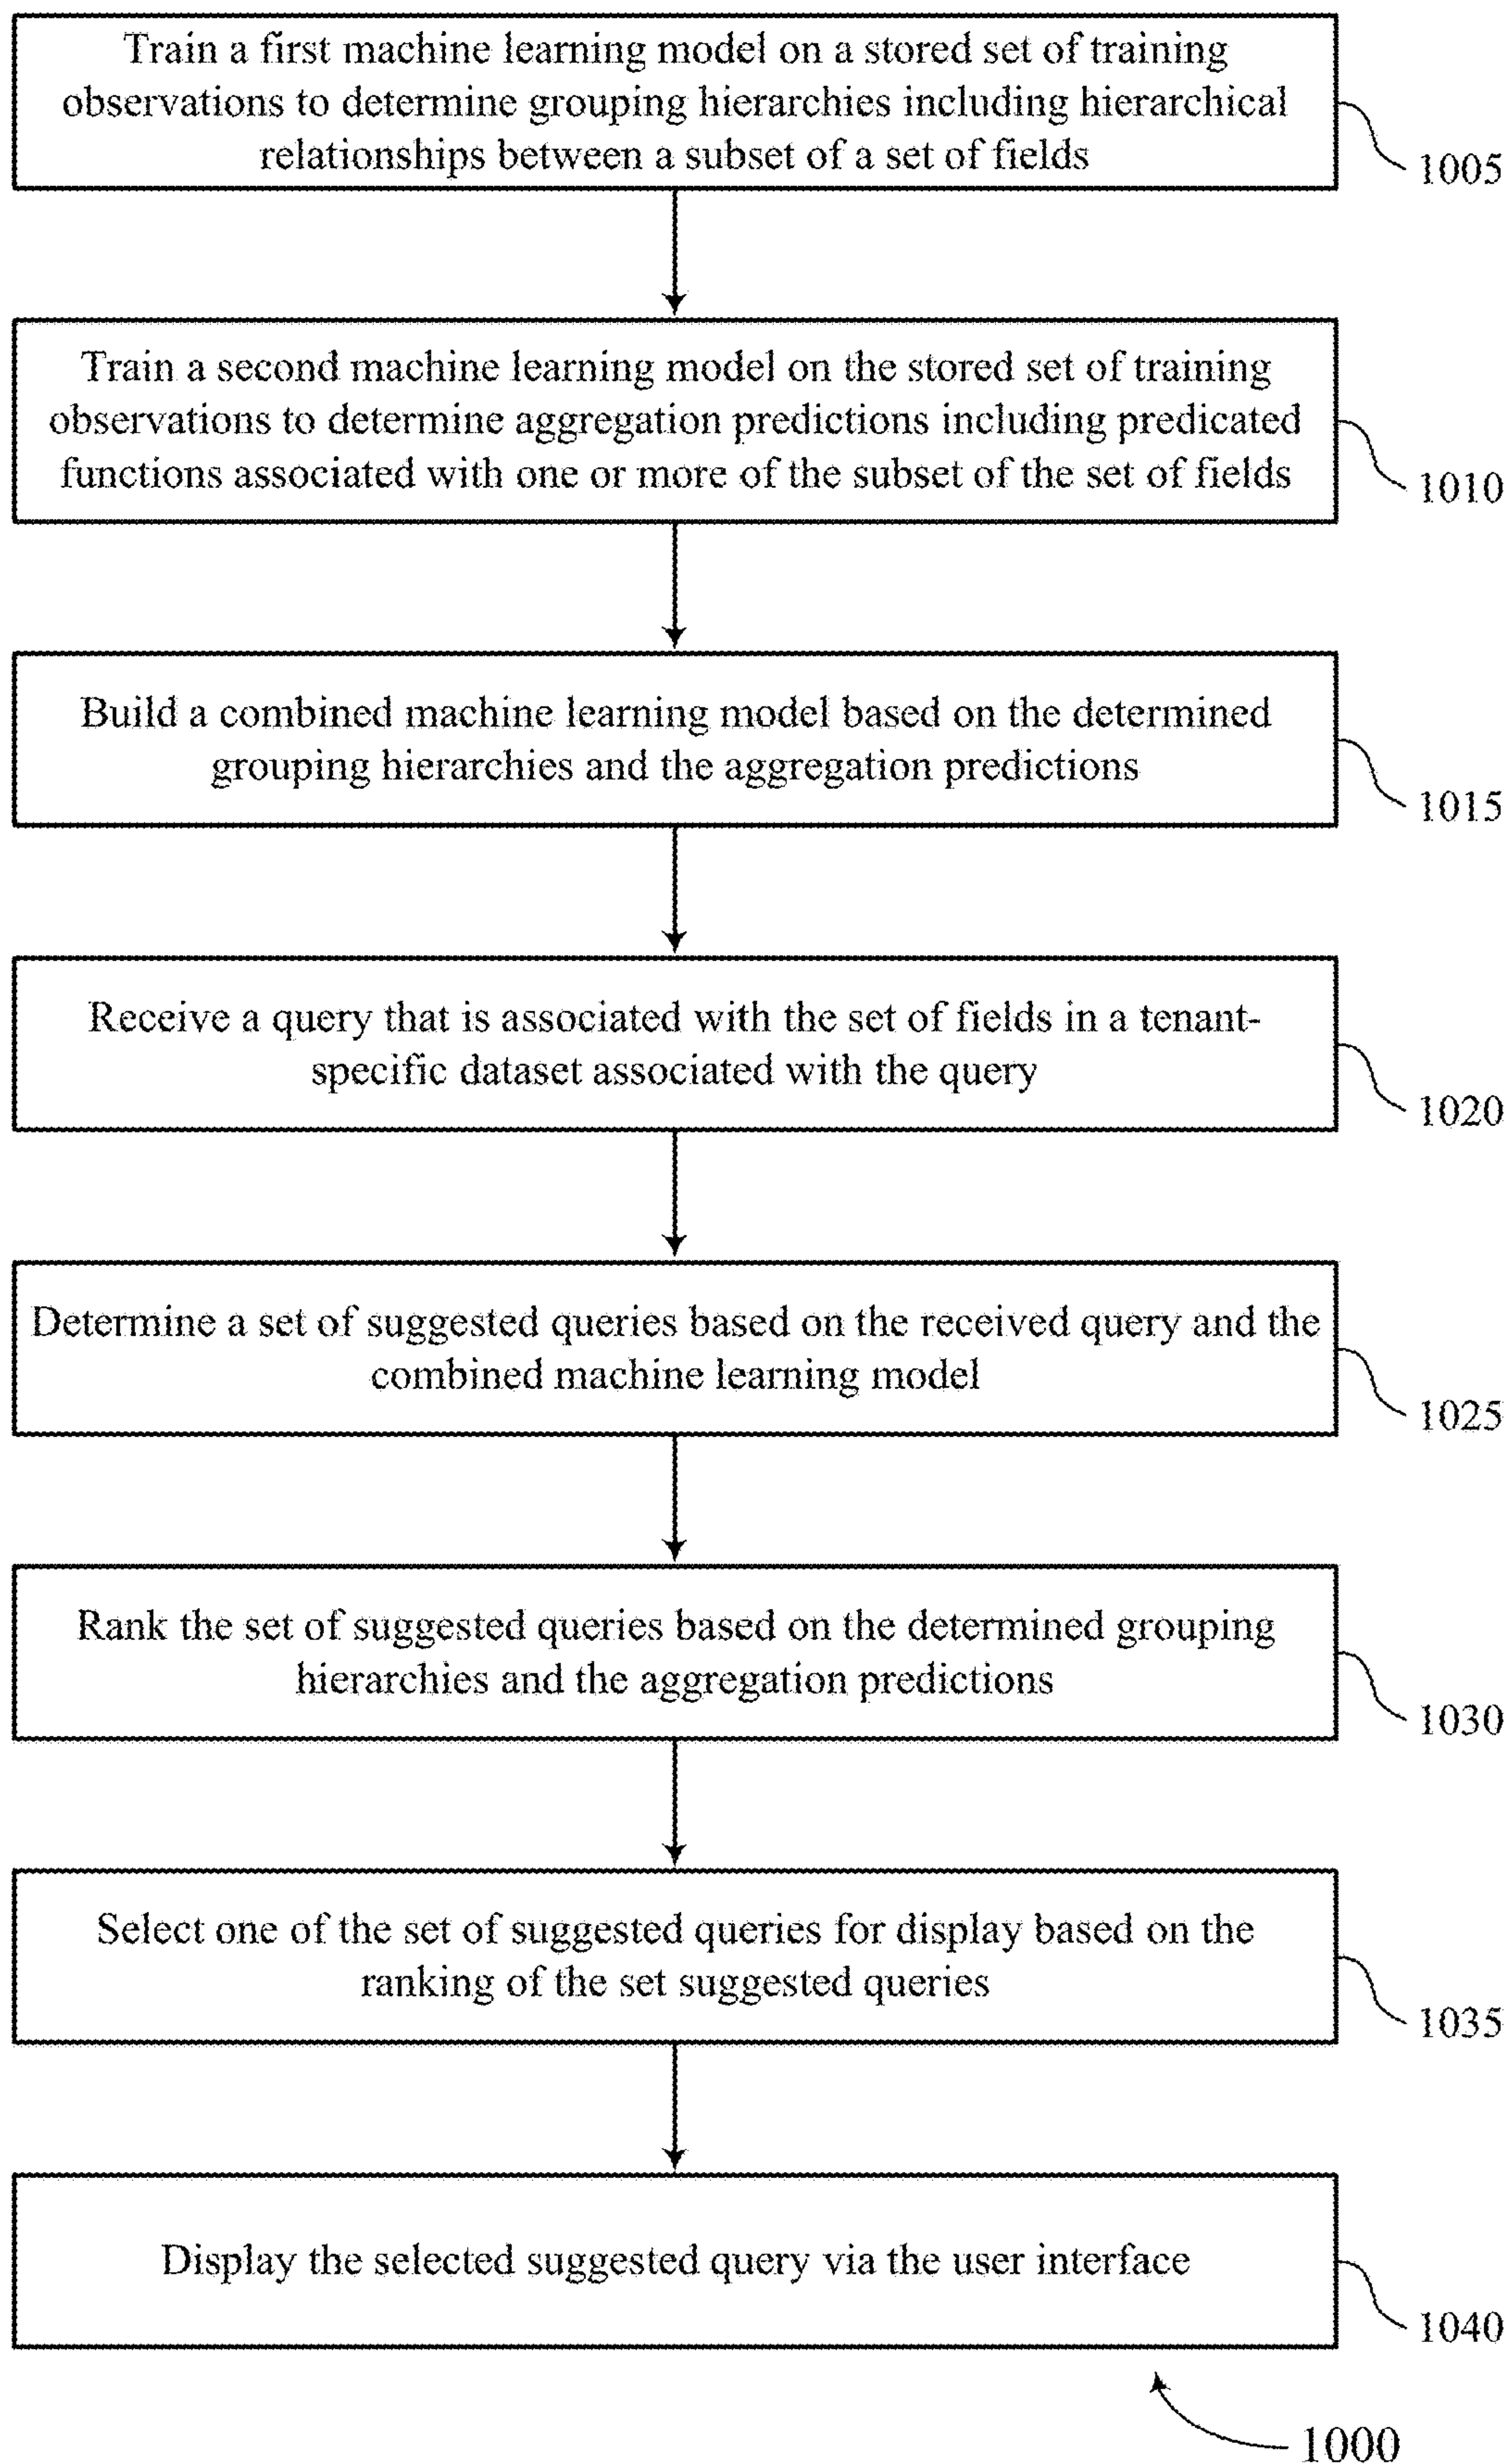 Train a first machine learning model on a stored set of training
observations to determine grouping hierarchies including hierarchical
relationships between a subset of a set of fields
1005
Train a second machine learning model on the stored set of training
observations to determine aggregation predictions including predicated
functions associated with one or more of the subset of the set of fields
1010
Build a combined machine learning model based on the determined
grouping hierarchies and the aggregation predictions
1015
Receive a query that is associated with the set of fields in a tenant-
specific dataset associated with the query
1020
Determine a set of suggested queries based on the received query and the
combined machine learning model
1025
Rank the set of suggested queries based on the determined grouping
hierarchies and the aggregation predictions
1030
Select one of the set of suggested queries for display based on the
ranking of the set suggested queries
1035
Display the selected suggested query via the user interface
1040
1000